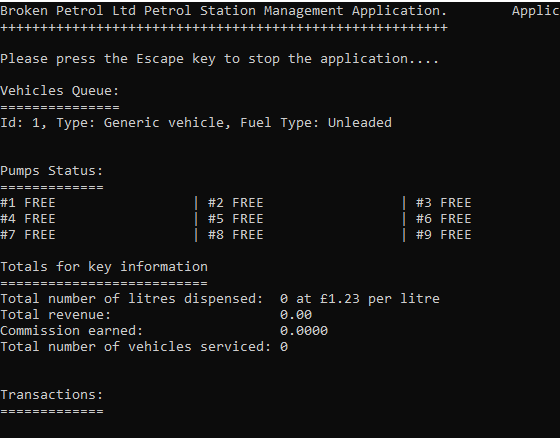 Broken Petrol Ltd Petrol Station Management Application. Applic
++++++++++++++++++++++++++++++++++++++++++++++++++++++++
Please press the Escape key to stop the application....
Vehicles Queue:
===============
Id: 1, Type: Generic vehicle, Fuel Type: Unleaded
Pumps Status:
=============
#1 FREE | #2 FREE | #3 FREE
#4 FREE | #5 FREE | #6 FREE
#7 FREE | #8 FREE | #9 FREE
Totals for key information
==========================
Total number of litres dispensed: 0 at £1.23 per litre
Total revenue: 0.00
Commission earned: 0.0000
Total number of vehicles serviced: 0
Transactions:
=============